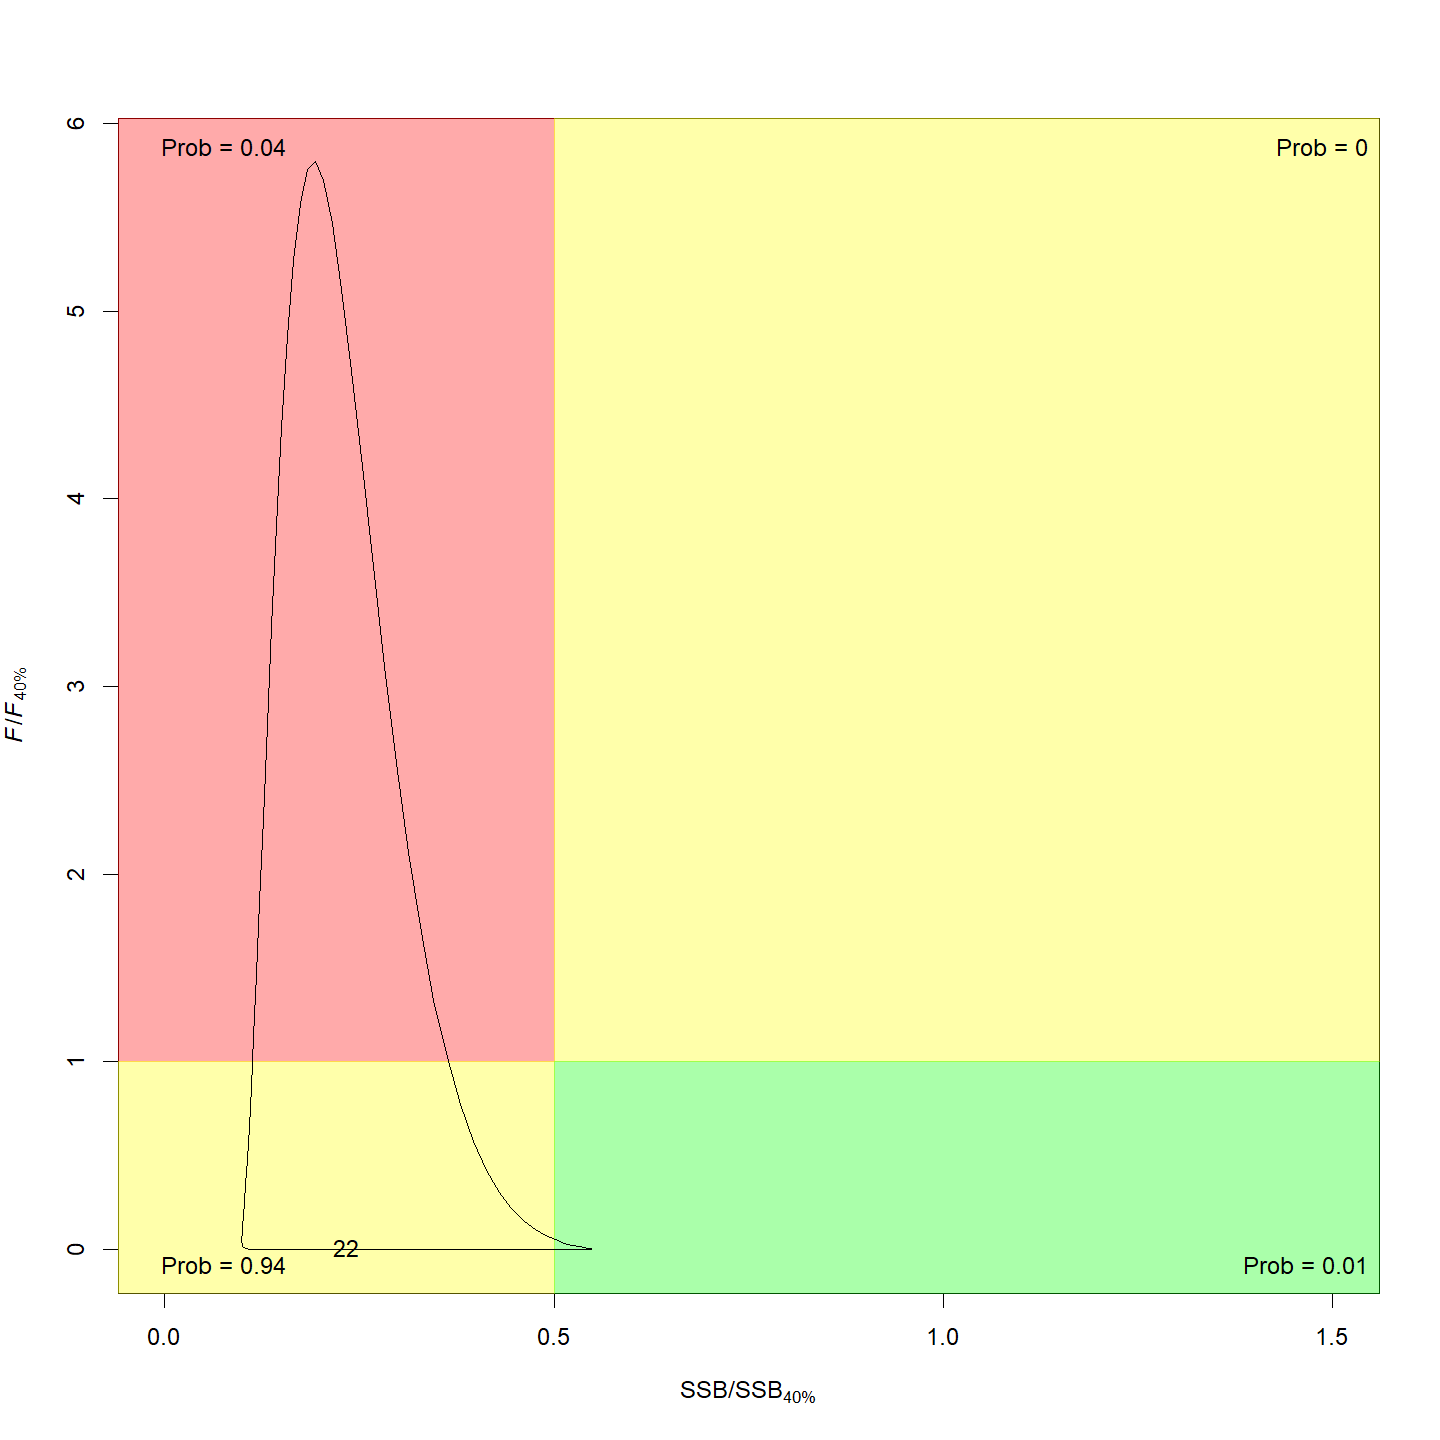 Prob = 0.04
Prob = 0
6
5
4
3
2
1
0
F/F40%
22
Prob = 0.94
Prob = 0.01
0.0
0.5
1.0
1.5
SSB/SSB40%